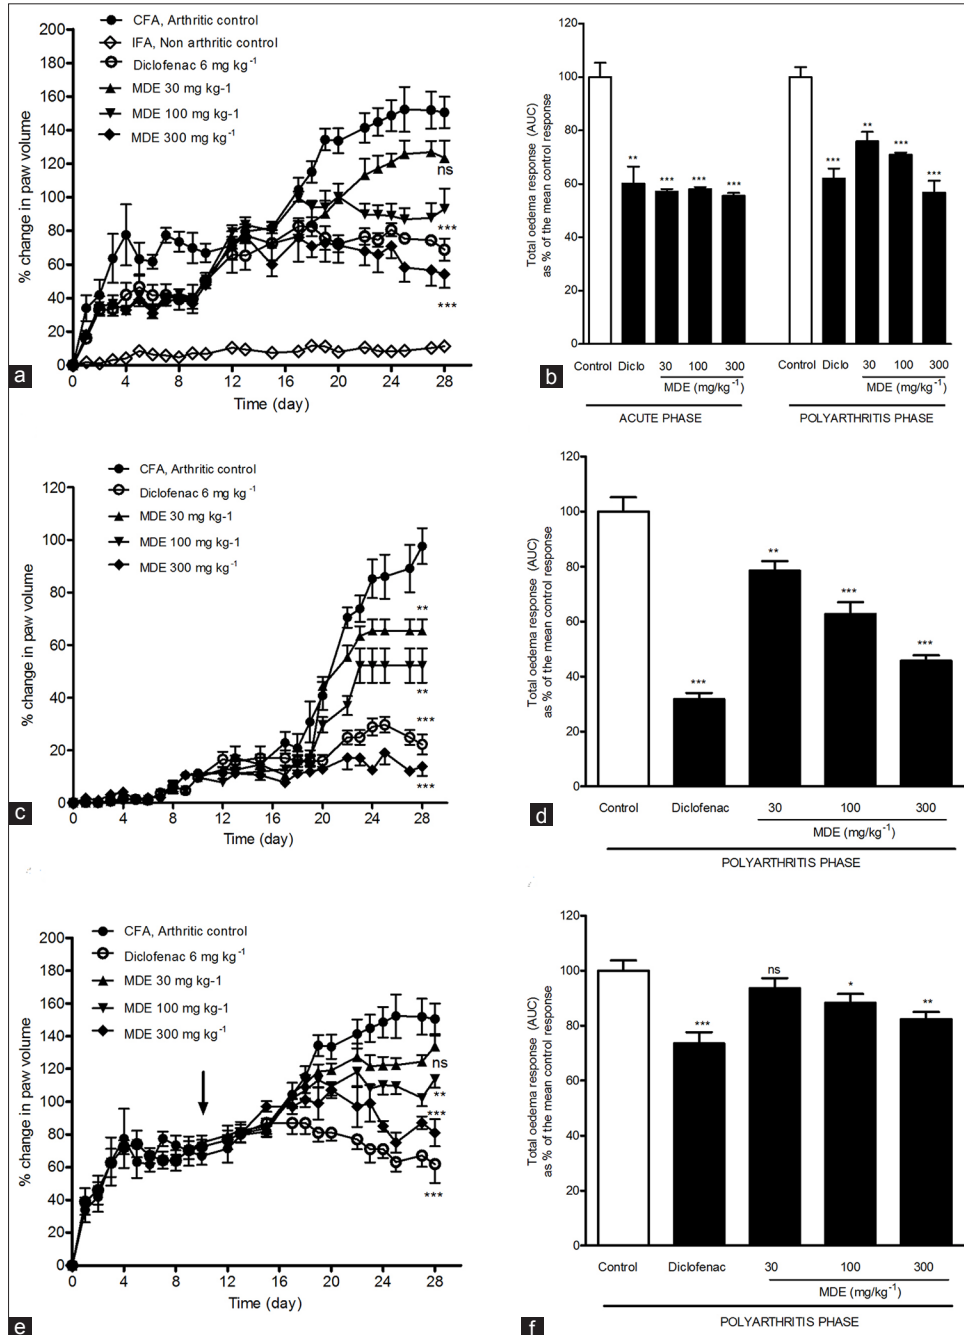 CFA, Arthritic control
IFA, Non arthritic control
Diclofenac 6 mg kg-1
MDE 30 mg kg-1
MDE 100 mg kg-1
MDE 300 mg kg-1
% change in paw volume
200
180
160
140
120
100
80
60
40
20
0
ns
***
***
0 4 8 12 16 20 24 28
Time (day)
a
Total oedema response (AUC)
as % of the mean control response
120
100
80
60
40
20
0
** *** *** *** *** ** *** ***
Control Diclo 30 100 300 Control Diclo 30 100 300
MDE (mg/kg-1) MDE (mg/kg-1)
ACUTE PHASE POLYARTHRITIS PHASE
b
CFA, Arthritic control
Diclofenac 6 mg kg-1
MDE 30 mg kg-1
MDE 100 mg kg-1
MDE 300 mg kg-1
% change in paw volume
120
100
80
60
40
20
0
**
**
***
***
0 4 8 12 16 20 24 28
Time (day)
c
Total oedema response (AUC)
as % of the mean control response
120
100
80
60
40
20
0
*** ** *** ***
Control Diclofenac 30 100 300
MDE (mg/kg-1)
POLYARTHRITIS PHASE
d
CFA, Arthritic control
Diclofenac 6 mg kg-1
MDE 30 mg kg-1
MDE 100 mg kg-1
MDE 300 mg kg-1
% change in paw volume
200
180
160
140
120
100
80
60
40
20
0
ns
**
***
***
0 4 8 12 16 20 24 28
Time (day)
e
Total oedema response (AUC)
as % of the mean control response
120
100
80
60
40
20
0
*** ns * **
Control Diclofenac 30 100 300
MDE (mg/kg-1)
POLYARTHRITIS PHASE
f